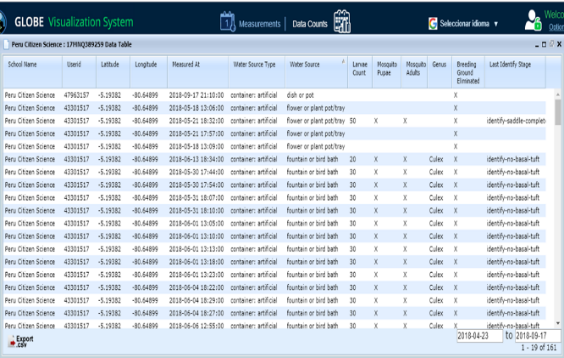 GLOBE Visualization System
Measurements | Data Counts
Seleccionar idioma ▼
Welco
Option
Peru Citizen Science : 17MNQ389259 Data Table
School Name Userid Latitude Longitude Measured At Water Source Type Water Source Larvae Count Mosquito Pupae Mosquito Adults Genus Breeding Ground Eliminated Last Identify Stage
Peru Citizen Science 47963157 -5.19382 -80.64899 2018-09-17 21:10:00 container: artificial dish or pot X
Peru Citizen Science 43301517 -5.19382 -80.64899 2018-05-18 13:06:00 container: artificial flower or plant pot/tray X
Peru Citizen Science 43301517 -5.19382 -80.64899 2018-05-21 18:32:00 container: artificial flower or plant pot/tray 50 X X identify-saddle-complet
Peru Citizen Science 43301517 -5.19382 -80.64899 2018-05-21 17:57:00 container: artificial flower or plant pot/tray X
Peru Citizen Science 43301517 -5.19382 -80.64899 2018-05-18 13:09:00 container: artificial flower or plant pot/tray X
Peru Citizen Science 43301517 -5.19382 -80.64899 2018-06-13 18:34:00 container: artificial fountain or bird bath 20 X X Culex X identify-no-basal-tuft
Peru Citizen Science 43301517 -5.19382 -80.64899 2018-05-30 17:44:00 container: artificial fountain or bird bath 30 X X Culex X identify-no-basal-tuft
Peru Citizen Science 43301517 -5.19382 -80.64899 2018-05-30 17:54:00 container: artificial fountain or bird bath 30 X X Culex X identify-no-basal-tuft
Peru Citizen Science 43301517 -5.19382 -80.64899 2018-05-31 18:07:00 container: artificial fountain or bird bath 30 X X Culex X identify-no-basal-tuft
Peru Citizen Science 43301517 -5.19382 -80.64899 2018-05-31 18:10:00 container: artificial fountain or bird bath 30 X X Culex X identify-no-basal-tuft
Peru Citizen Science 43301517 -5.19382 -80.64899 2018-06-01 13:05:00 container: artificial fountain or bird bath 30 X X Culex X identify-no-basal-tuft
Peru Citizen Science 43301517 -5.19382 -80.64899 2018-06-01 13:10:00 container: artificial fountain or bird bath 30 X X Culex X identify-no-basal-tuft
Peru Citizen Science 43301517 -5.19382 -80.64899 2018-06-01 13:13:00 container: artificial fountain or bird bath 30 X X Culex X identify-no-basal-tuft
Peru Citizen Science 43301517 -5.19382 -80.64899 2018-06-01 13:18:00 container: artificial fountain or bird bath 30 X X Culex X identify-no-basal-tuft
Peru Citizen Science 43301517 -5.19382 -80.64899 2018-06-01 13:23:00 container: artificial fountain or bird bath 30 X X Culex X identify-no-basal-tuft
Peru Citizen Science 43301517 -5.19382 -80.64899 2018-06-04 18:22:00 container: artificial fountain or bird bath 30 X X Culex X identify-no-basal-tuft
Peru Citizen Science 43301517 -5.19382 -80.64899 2018-06-04 18:29:00 container: artificial fountain or bird bath 30 X X Culex X identify-no-basal-tuft
Peru Citizen Science 43301517 -5.19382 -80.64899 2018-06-04 18:27:00 container: artificial fountain or bird bath 30 X X Culex X identify-no-basal-tuft
Peru Citizen Science 43301517 -5.19382 -80.64899 2018-06-06 12:55:00 container: artificial fountain or bird bath 30 X X Culex X identify-no-basal-tuft
Export .csv
2018-04-23 to 2018-09-17
1 - 19 of 161